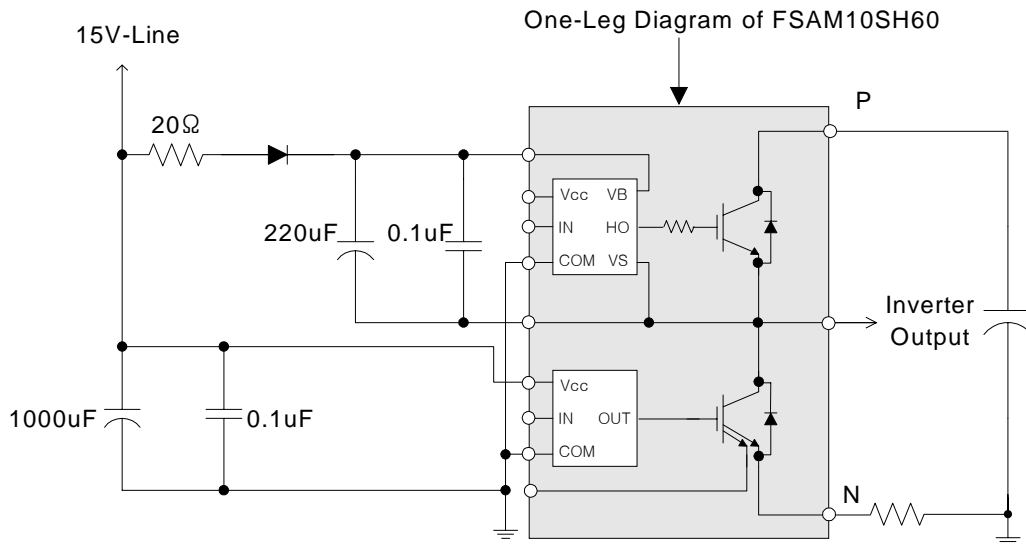 One-Leg Diagram of FSAM10SH60
15V-Line
P
20Ω
Vcc VB
IN HO
COM VS
220uF
0.1uF
Inverter
Output
Vcc
IN OUT
COM
1000uF
0.1uF
N